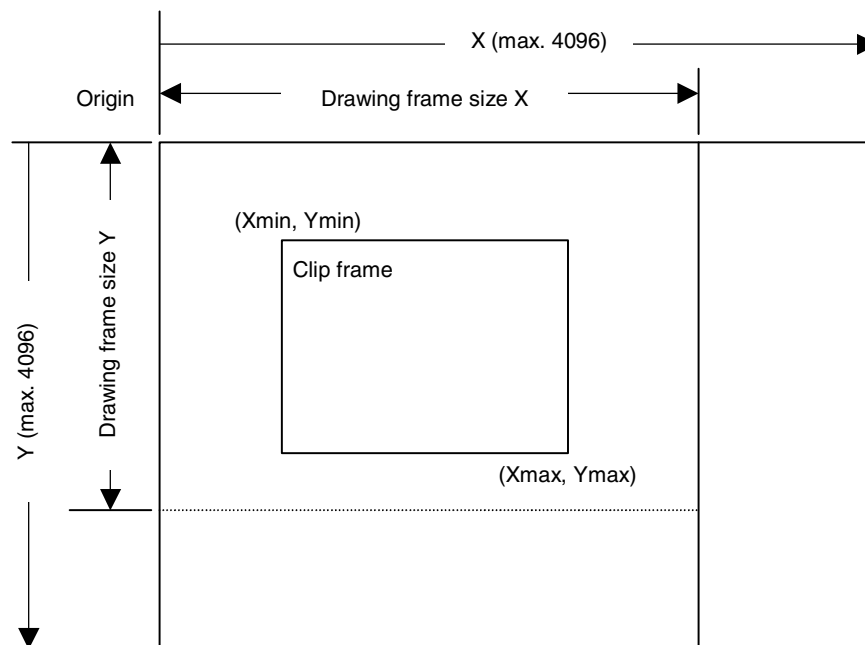 X (max. 4096)
Origin
Drawing frame size X
(Xmin, Ymin)
Clip frame
Drawing frame size Y
Y (max. 4096)
(Xmax, Ymax)